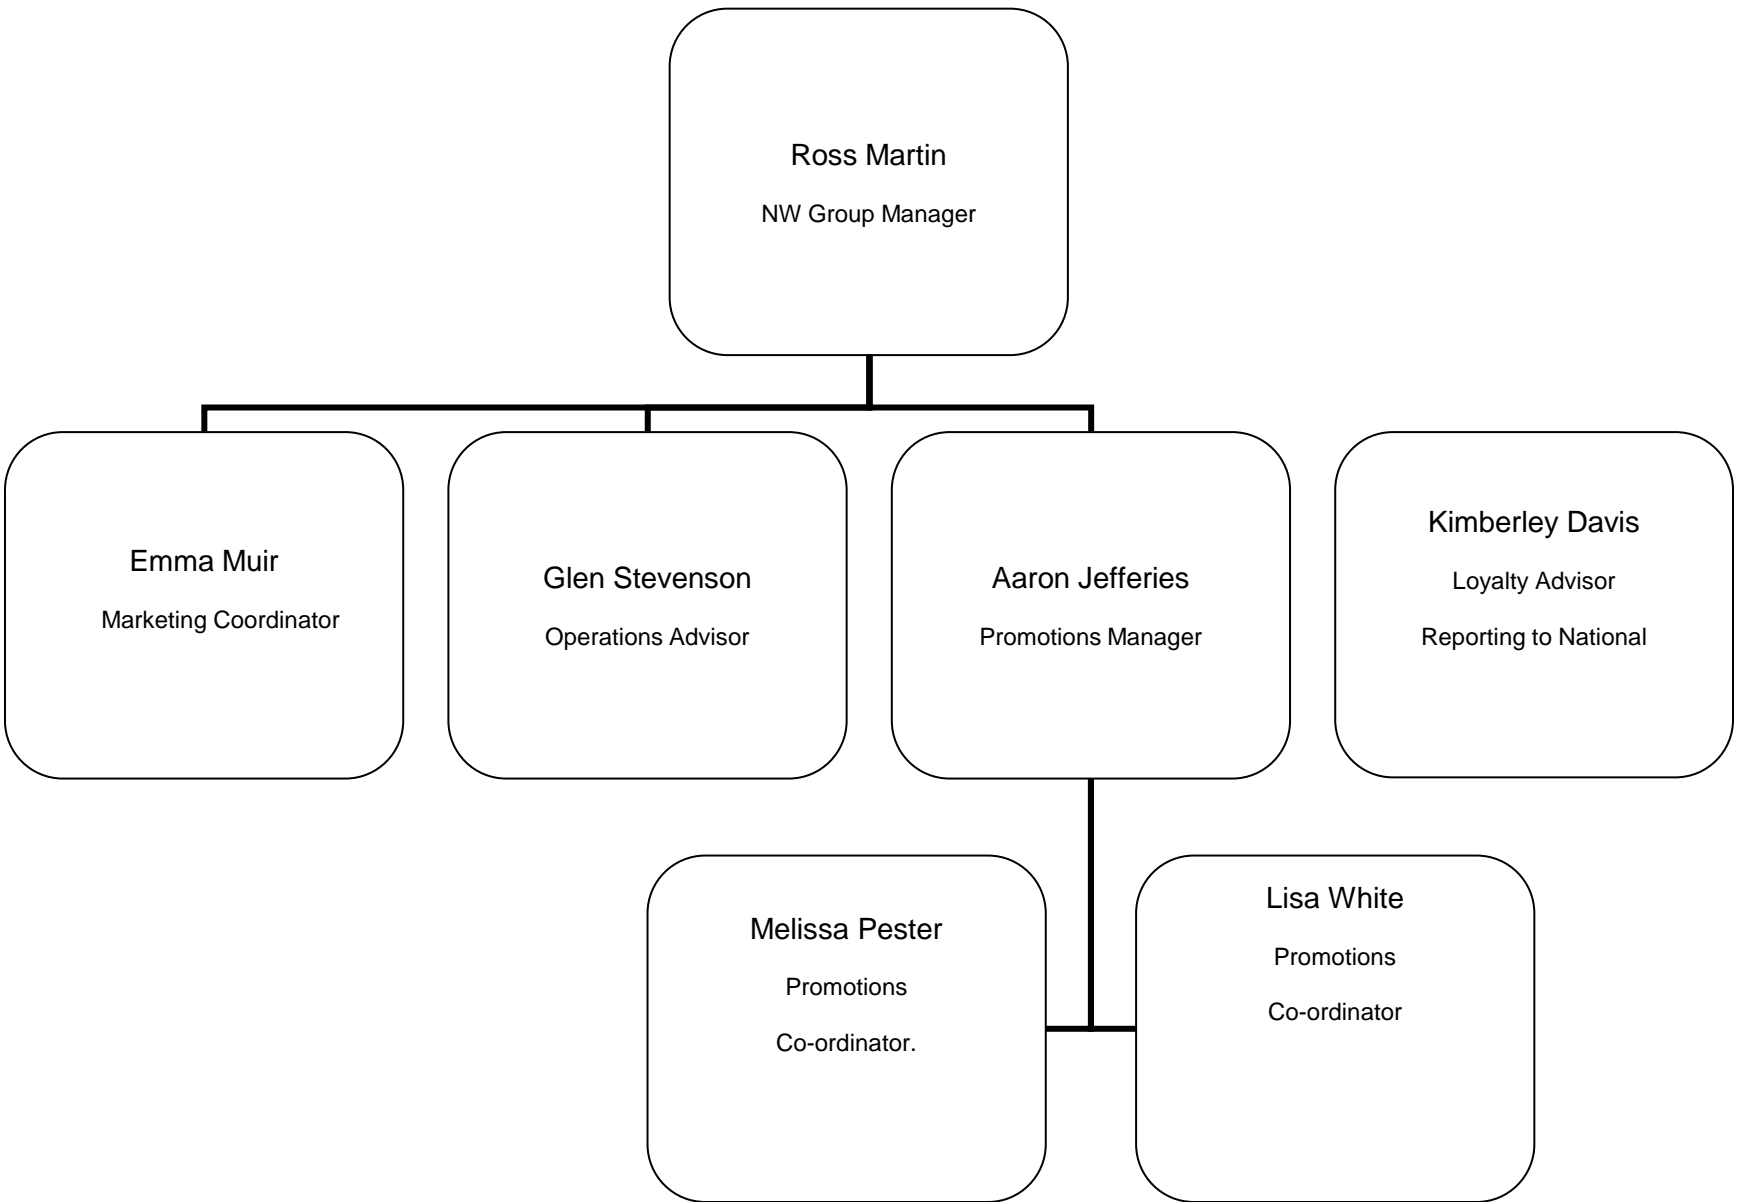 Ross Martin
NW Group Manager
Emma Muir
Marketing Coordinator
Glen Stevenson
Operations Advisor
Aaron Jefferies
Promotions Manager
Kimberley Davis
Loyalty Advisor
Reporting to National
Melissa Pester
Promotions
Co-ordinator.
Lisa White
Promotions
Co-ordinator